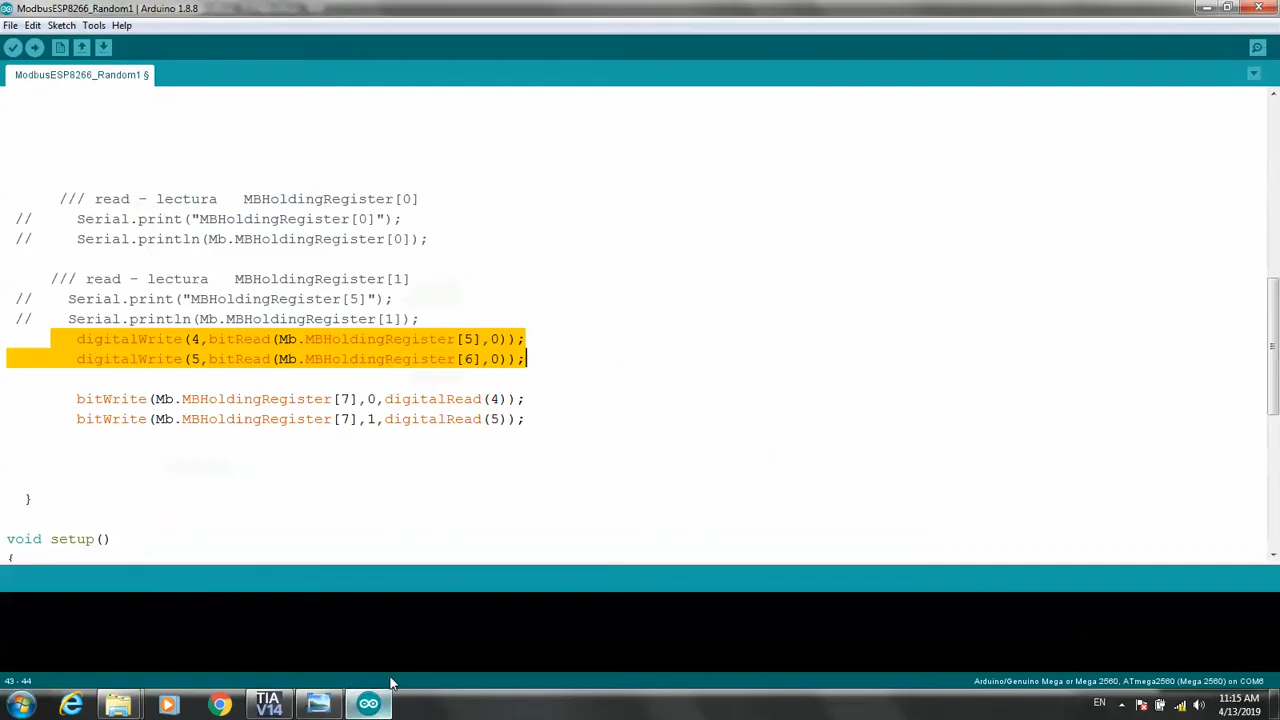 ModbusESP8266_Random1 | Arduino 1.8.8
File Edit Sketch Tools Help
ModbusESP8266_Random1 §
/// read - lectura   MBHoldingRegister[0]
//     Serial.print("MBHoldingRegister[0]");
//     Serial.println(Mb.MBHoldingRegister[0]);
/// read - lectura   MBHoldingRegister[1]
//    Serial.print("MBHoldingRegister[5]");
//    Serial.println(Mb.MBHoldingRegister[1]);
digitalWrite(4,bitRead(Mb.MBHoldingRegister[5],0));
digitalWrite(5,bitRead(Mb.MBHoldingRegister[6],0));
bitWrite(Mb.MBHoldingRegister[7],0,digitalRead(4));
bitWrite(Mb.MBHoldingRegister[7],1,digitalRead(5));
}
void setup()
{
43 - 44
Arduino/Genuino Mega or Mega 2560, ATmega2560 (Mega 2560) on COM6
TIA
V14
EN
11:15 AM
4/13/2019